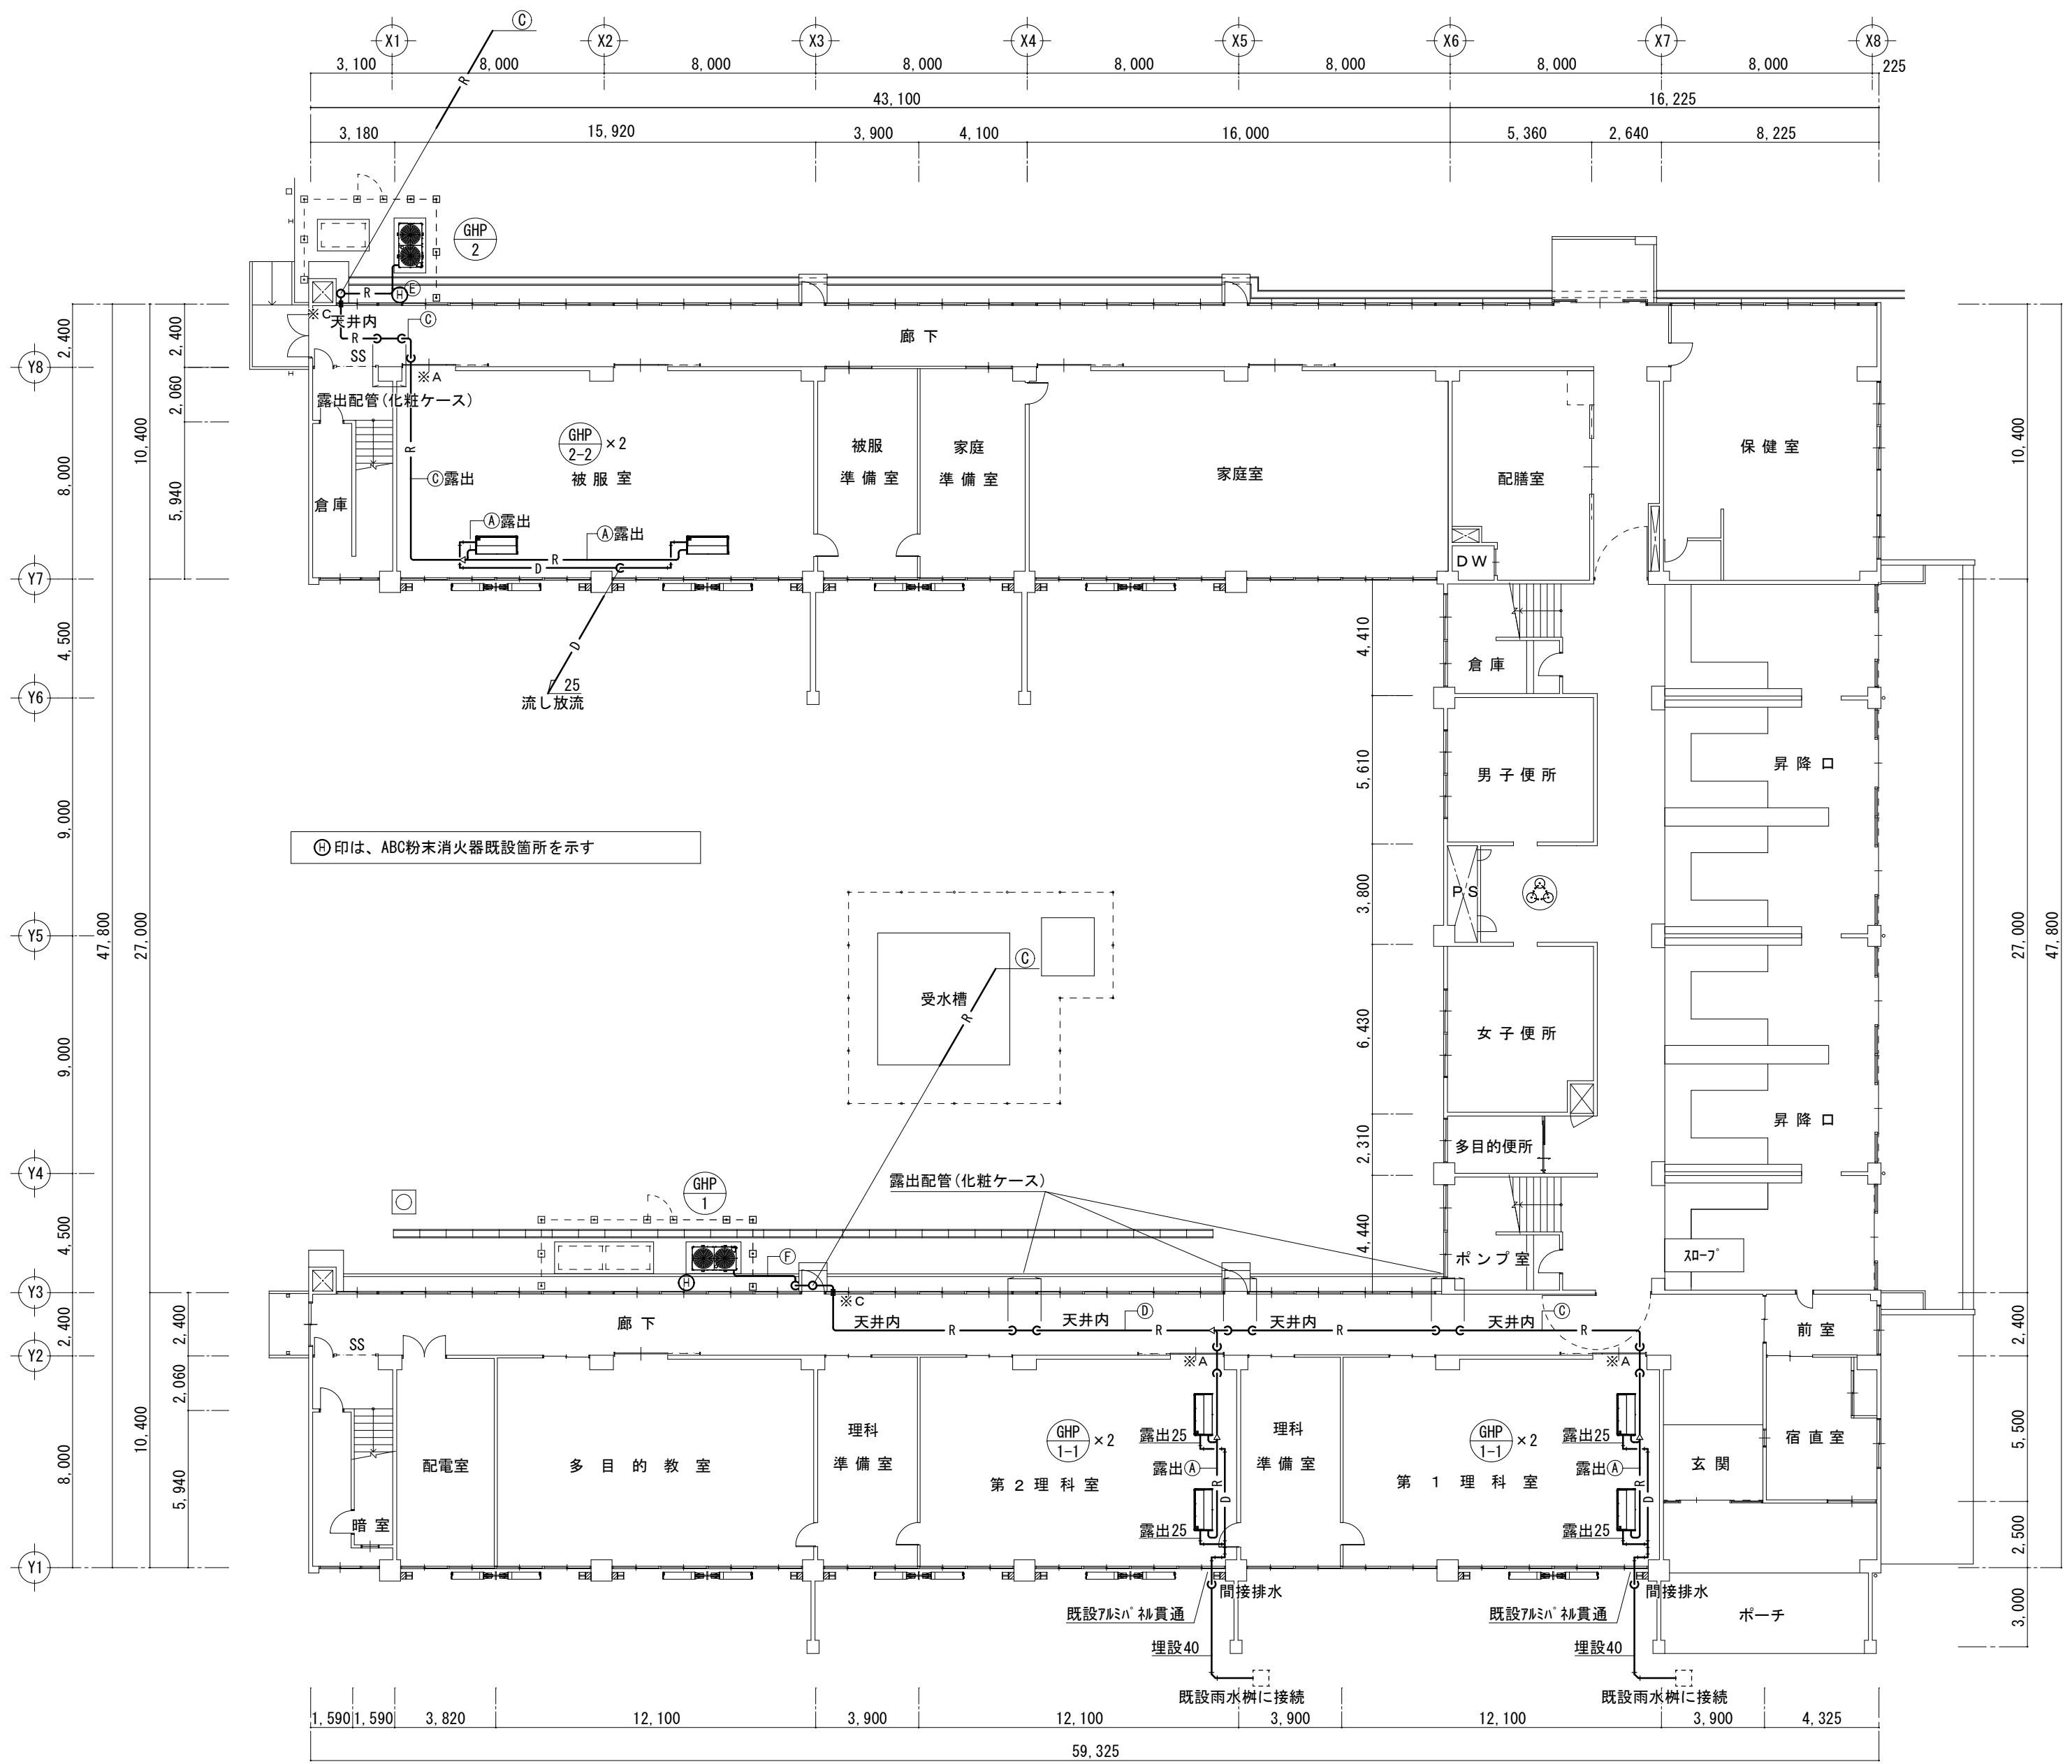 Ⓒ
X1 X2 X3 X4 X5 X6 X7 X8
3,100 8,000 8,000 8,000 8,000 8,000 8,000 8,000 225
R
43,100 16,225
3,180 15,920 3,900 4,100 16,000 5,360 2,640 8,225
GHP
2
R Ⓗ Ⓔ
※C 天井内 Ⓒ
R
SS
廊下
Y8
2,400 2,400
※A
露出配管(化粧ケース)
2,060
10,400
8,000
5,940
R
GHP
2-2
×2
被服室
被服
準備室
家庭
準備室
家庭室
配膳室
保健室
10,400
Ⓒ露出
倉庫
Ⓐ露出
Ⓐ露出
R
D
DW
Y7
4,500
D
25
流し放流
4,410
倉庫
Y6
9,000
5,610
男子便所
昇降口
Ⓗ印は、ABC粉末消火器既設箇所を示す
3,800
PS
Y5
47,800 27,000
27,000 47,800
Ⓒ
受水槽
R
6,430
女子便所
9,000
2,310
多目的便所
昇降口
Y4
露出配管(化粧ケース)
GHP
1
4,500
4,440
ポンプ室
ｽﾛｰﾌﾟ
Ⓕ
Ⓗ
Y3
※C
2,400 2,400
廊下
天井内 R 天井内 Ⓓ R 天井内 R 天井内 Ⓒ R
前室
2,400
SS
Y2
※A
※A
2,060
10,400
8,000
5,940
配電室
多目的教室
理科
準備室
GHP
1-1
×2
第2理科室
露出25
露出Ⓐ
R
D
露出25
理科
準備室
GHP
1-1
×2
第1理科室
露出25
露出Ⓐ
R
D
露出25
玄関
宿直室
5,500
暗室
2,500
Y1
間接排水
間接排水
既設ｱﾙﾐﾊﾟﾈﾙ貫通
既設ｱﾙﾐﾊﾟﾈﾙ貫通
ポーチ
3,000
埋設40
埋設40
既設雨水桝に接続
既設雨水桝に接続
1,590 1,590 3,820 12,100 3,900 12,100 3,900 12,100 3,900 4,325
59,325